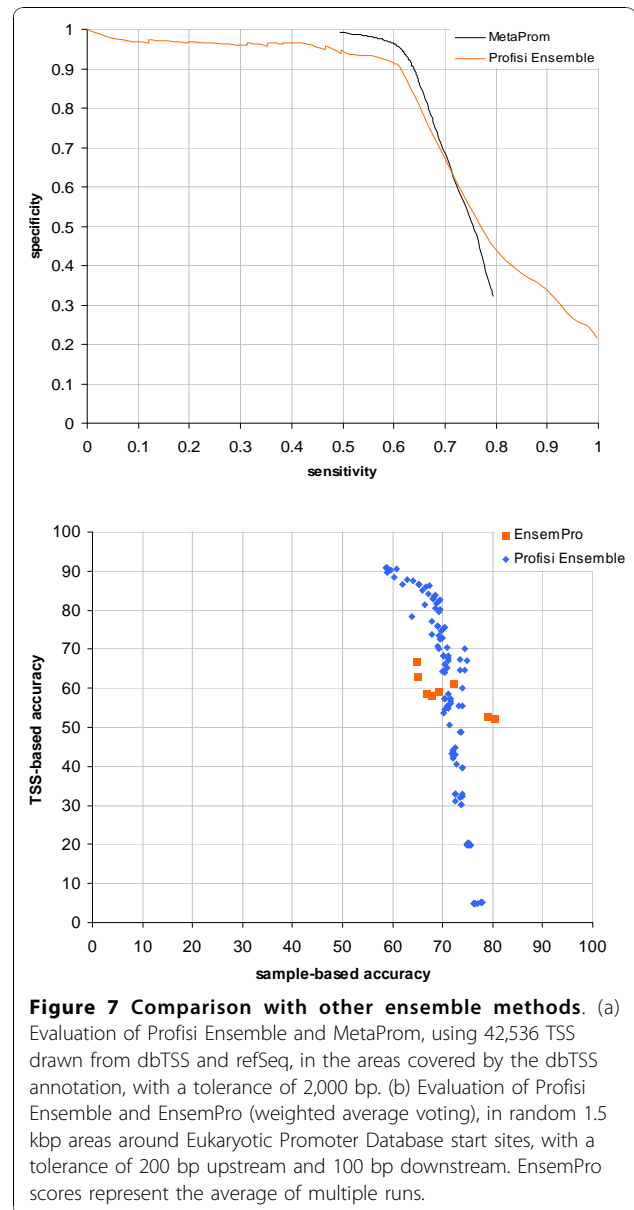 MetaProm
Profisi Ensemble
1
0.9
0.8
0.7
0.6
0.5
0.4
0.3
0.2
0.1
0
specificity
0 0.1 0.2 0.3 0.4 0.5 0.6 0.7 0.8 0.9 1
sensitivity
EnsemPro
Profisi Ensemble
100
90
80
70
60
50
40
30
20
10
0
TSS-based accuracy
0 10 20 30 40 50 60 70 80 90 100
sample-based accuracy
Figure 7 Comparison with other ensemble methods. (a)
Evaluation of Profisi Ensemble and MetaProm, using 42,536 TSS
drawn from dbTSS and refSeq, in the areas covered by the dbTSS
annotation, with a tolerance of 2,000 bp. (b) Evaluation of Profisi
Ensemble and EnsemPro (weighted average voting), in random 1.5
kbp areas around Eukaryotic Promoter Database start sites, with a
tolerance of 200 bp upstream and 100 bp downstream. EnsemPro
scores represent the average of multiple runs.